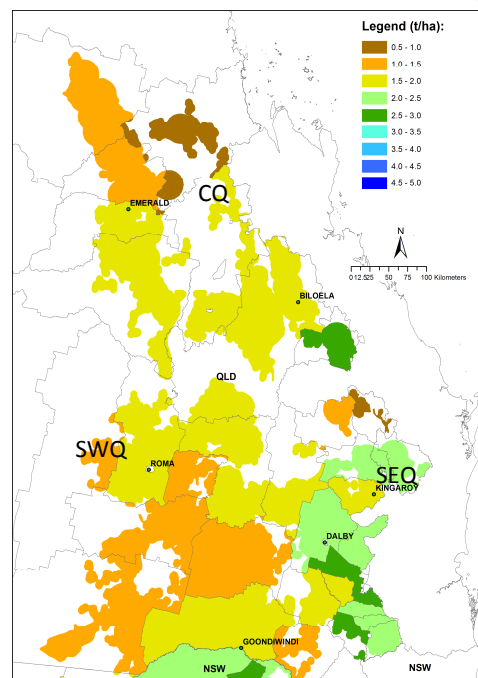 Legend (t/ha):
0.5 - 1.0
1.0 - 1.5
1.5 - 2.0
2.0 - 2.5
2.5 - 3.0
3.0 - 3.5
3.5 - 4.0
4.0 - 4.5
4.5 - 5.0
EMERALD
CQ
N
0 12.525 50 75 100 Kilometers
BILOELA
QLD
SWQ
ROMA
SEQ
KINGAROY
DALBY
GOONDIWINDI
NSW
NSW